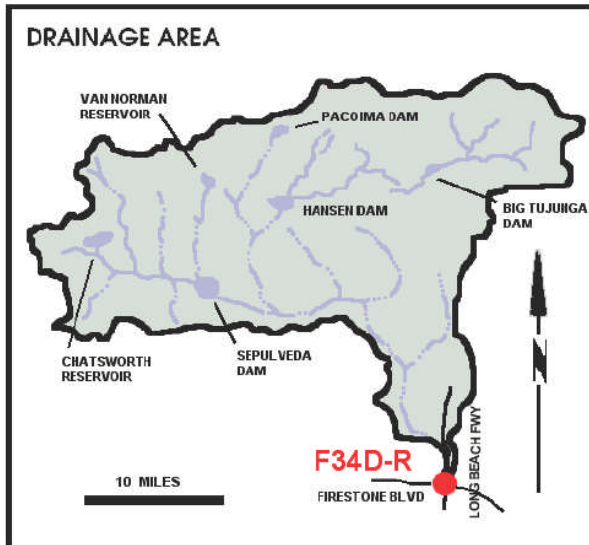 DRAINAGE AREA
VAN NORMAN
RESERVOIR
PACOIMA DAM
HANSEN DAM
BIG TUJUNGA
DAM
CHATSWORTH
RESERVOIR
SEPULVEDA
DAM
N
LONG BEACH FWY
F34D-R
10 MILES
FIRESTONE BLVD